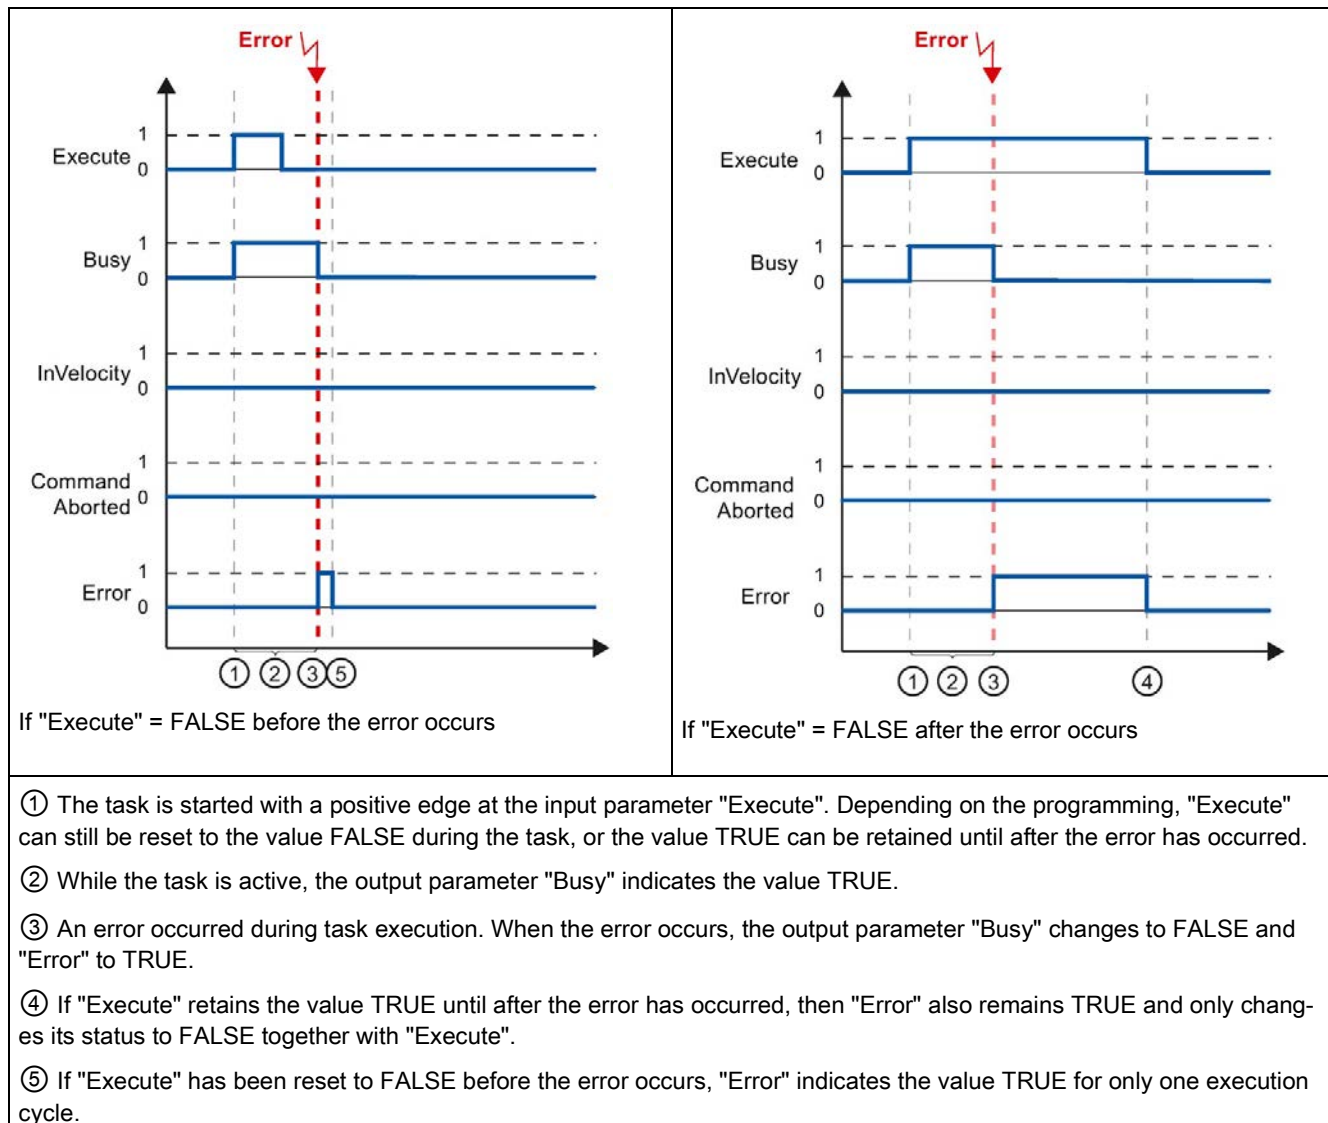 Error
1
Execute
0
1
Busy
0
1
InVelocity
0
1
Command
Aborted
0
1
Error
0
① ② ③ ⑤
If "Execute" = FALSE before the error occurs
Error
1
Execute
0
1
Busy
0
1
InVelocity
0
1
Command
Aborted
0
1
Error
0
① ② ③ ④
If "Execute" = FALSE after the error occurs
① The task is started with a positive edge at the input parameter "Execute". Depending on the programming, "Execute"
can still be reset to the value FALSE during the task, or the value TRUE can be retained until after the error has occurred.
② While the task is active, the output parameter "Busy" indicates the value TRUE.
③ An error occurred during task execution. When the error occurs, the output parameter "Busy" changes to FALSE and
"Error" to TRUE.
④ If "Execute" retains the value TRUE until after the error has occurred, then "Error" also remains TRUE and only chang-
es its status to FALSE together with "Execute".
⑤ If "Execute" has been reset to FALSE before the error occurs, "Error" indicates the value TRUE for only one execution
cycle.